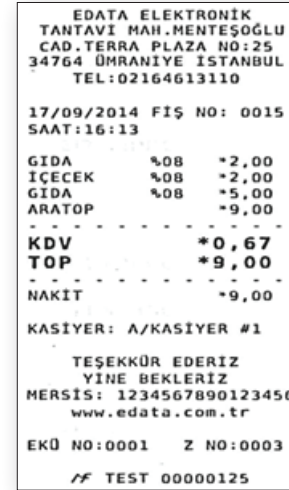 EDATA ELEKTRONİK
TANTAVİ MAH.MENTEŞOĞLU
CAD.TERRA PLAZA NO:25
34764 ÜMRANİYE İSTANBUL
TEL:02164613110
17/09/2014 FİŞ NO: 0015
SAAT:16:13
GIDA %08 *2,00
İÇECEK %08 *2,00
GIDA %08 *5,00
ARATOP *9,00
KDV *0,67
TOP *9,00
NAKİT *9,00
KASİYER: A/KASİYER #1
TEŞEKKÜR EDERİZ
YİNE BEKLERİZ
MERSİS: 1234567890123456
www.edata.com.tr
EKÜ NO:0001 Z NO:0003
TEST 00000125